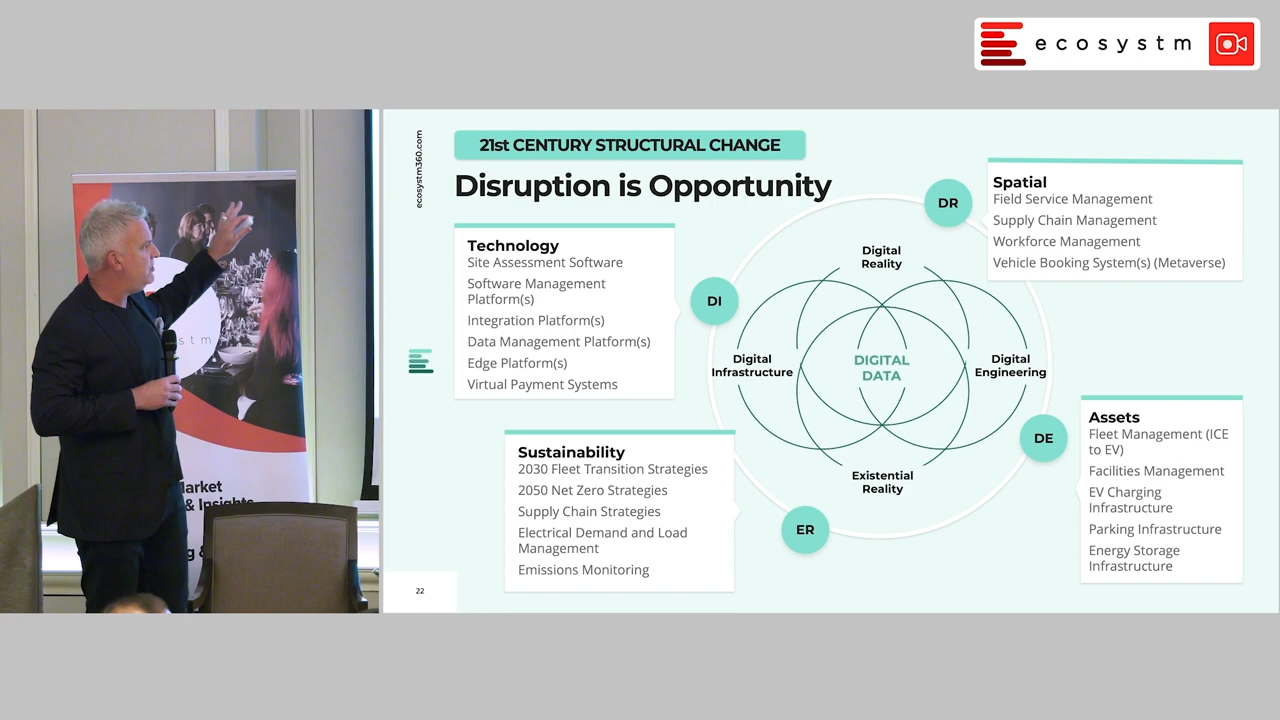 ecosystm
ecosystm360.com
21st CENTURY STRUCTURAL CHANGE
Disruption is Opportunity
Technology
Site Assessment Software
Software Management
Platform(s)
Integration Platform(s)
Data Management Platform(s)
Edge Platform(s)
Virtual Payment Systems
DI
DR
Spatial
Field Service Management
Supply Chain Management
Workforce Management
Vehicle Booking System(s) (Metaverse)
Digital
Reality
Digital
Infrastructure
DIGITAL
DATA
Digital
Engineering
Existential
Reality
Sustainability
2030 Fleet Transition Strategies
2050 Net Zero Strategies
Supply Chain Strategies
Electrical Demand and Load
Management
Emissions Monitoring
ER
DE
Assets
Fleet Management (ICE
to EV)
Facilities Management
EV Charging
Infrastructure
Parking Infrastructure
Energy Storage
Infrastructure
22
stm
arket
& Insights
g &